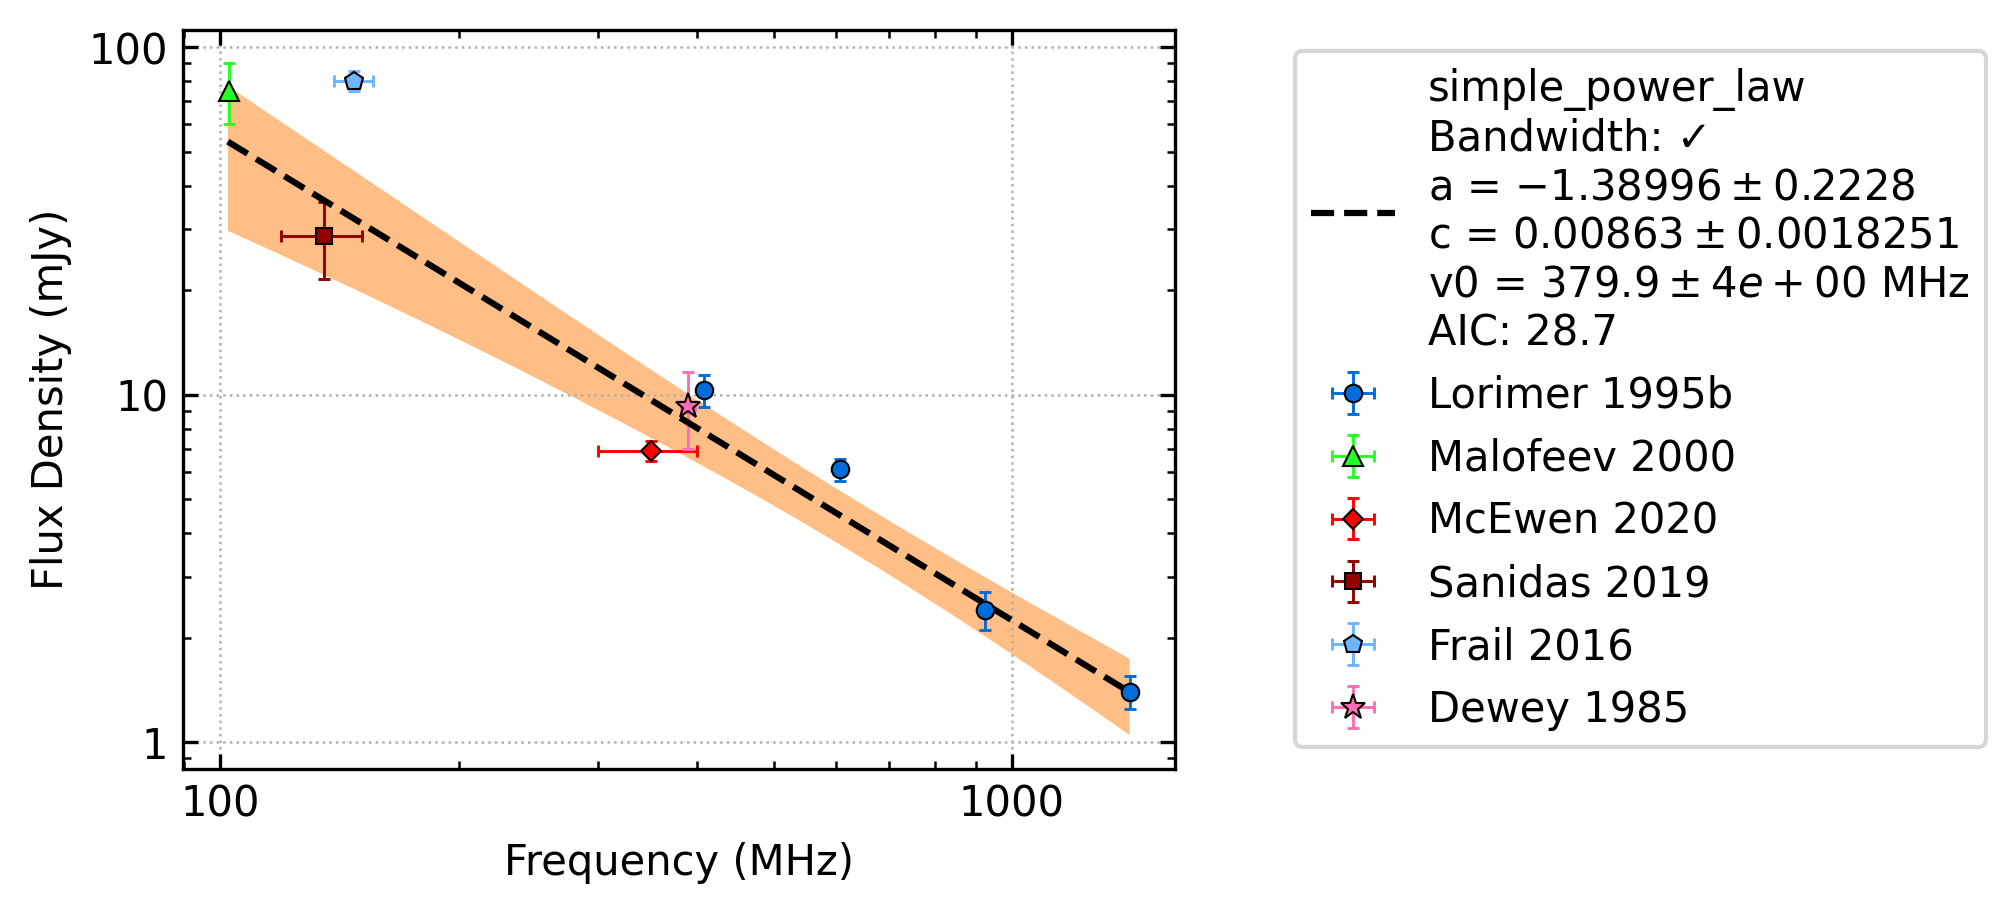 100
10
1
100
1000
Flux Density (mJy)
Frequency (MHz)
simple_power_law
Bandwidth: ✓
a = −1.38996 ± 0.2228
c = 0.00863 ± 0.0018251
v0 = 379.9 ± 4e + 00 MHz
AIC: 28.7
Lorimer 1995b
Malofeev 2000
McEwen 2020
Sanidas 2019
Frail 2016
Dewey 1985